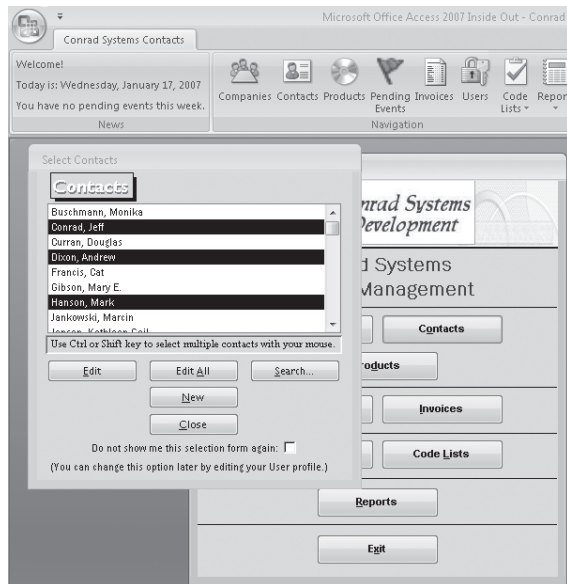 Microsoft Office Access 2007 Inside Out - Conrad
Conrad Systems Contacts
Welcome!
Today is: Wednesday, January 17, 2007
You have no pending events this week.
News
Companies Contacts Products Pending Events Invoices Users Code Lists Repor
Navigation
Select Contacts
Contacts
Buschmann, Monika
Conrad, Jeff
Curran, Douglas
Dixon, Andrew
Francis, Cat
Gibson, Mary E.
Hanson, Mark
Jankowski, Marcin
Jensen, Kathleen Gail
Use Ctrl or Shift key to select multiple contacts with your mouse.
Edit Edit All Search...
New
Close
Do not show me this selection form again:
(You can change this option later by editing your User profile.)
nrad Systems
Development
d Systems
Management
Contacts
oducts
Invoices
Code Lists
Reports
Exit